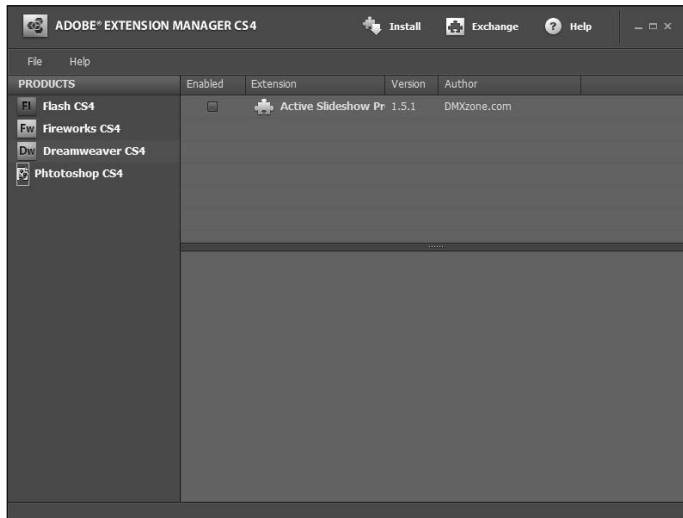 ADOBE® EXTENSION MANAGER CS4
Install
Exchange
? Help
File Help
PRODUCTS
Enabled Extension Version Author
Fl Flash CS4
Active Slideshow Pr 1.5.1 DMXzone.com
Fw Fireworks CS4
Dw Dreamweaver CS4
Phtotoshop CS4